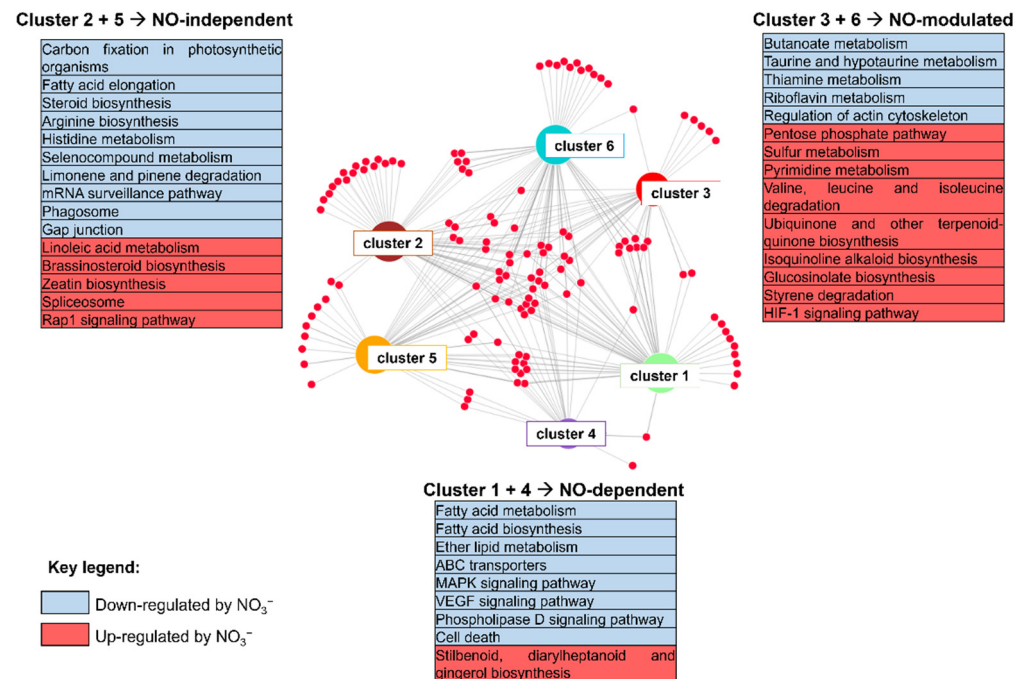 Cluster 2 + 5 → NO-independent
Carbon fixation in photosynthetic
organisms
Fatty acid elongation
Steroid biosynthesis
Arginine biosynthesis
Histidine metabolism
Selenocompound metabolism
Limonene and pinene degradation
mRNA surveillance pathway
Phagosome
Gap junction
Linoleic acid metabolism
Brassinosteroid biosynthesis
Zeatin biosynthesis
Spliceosome
Rap1 signaling pathway
Cluster 3 + 6 → NO-modulated
Butanoate metabolism
Taurine and hypotaurine metabolism
Thiamine metabolism
Riboflavin metabolism
Regulation of actin cytoskeleton
Pentose phosphate pathway
Sulfur metabolism
Pyrimidine metabolism
Valine, leucine and isoleucine
degradation
Ubiquinone and other terpenoid-
quinone biosynthesis
Isoquinoline alkaloid biosynthesis
Glucosinolate biosynthesis
Styrene degradation
HIF-1 signaling pathway
cluster 6
cluster 3
cluster 2
cluster 5
cluster 1
cluster 4
Cluster 1 + 4 → NO-dependent
Fatty acid metabolism
Fatty acid biosynthesis
Ether lipid metabolism
ABC transporters
MAPK signaling pathway
VEGF signaling pathway
Phospholipase D signaling pathway
Cell death
Stilbenoid, diarylheptanoid and
gingerol biosynthesis
Key legend:
Down-regulated by NO₃⁻
Up-regulated by NO₃⁻